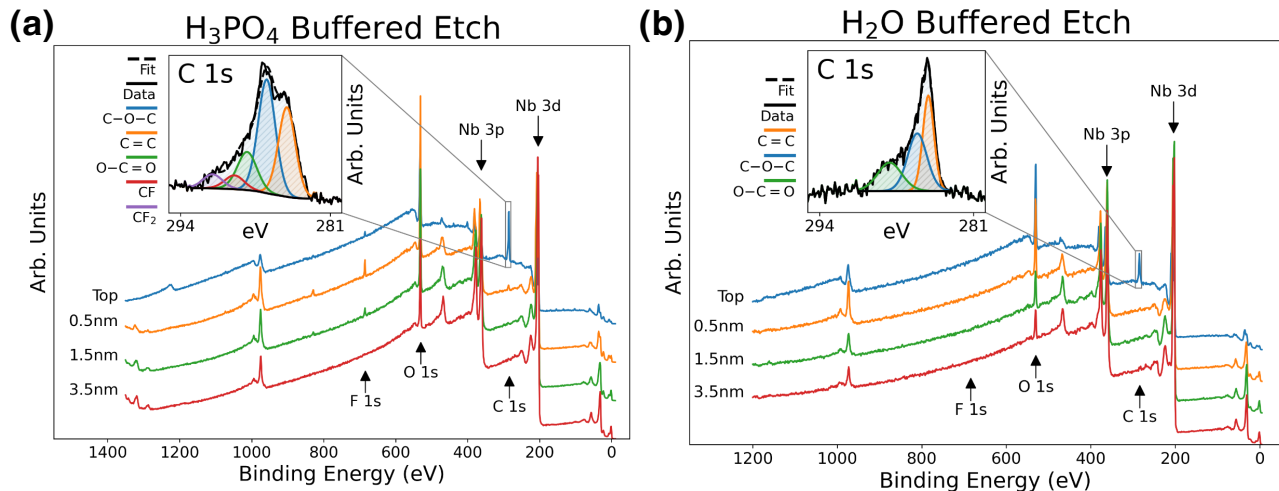 (a)
H₃PO₄ Buffered Etch
C 1s
Fit
Data
C−O−C
C=C
O−C=O
CF
CF₂
294
281
eV
Arb. Units
Nb 3p
Nb 3d
Arb. Units
Top
0.5nm
1.5nm
3.5nm
F 1s
O 1s
C 1s
1400
1200
1000
800
600
400
200
0
Binding Energy (eV)
(b)
H₂O Buffered Etch
C 1s
Fit
Data
C=C
C−O−C
O−C=O
294
281
eV
Arb. Units
Nb 3p
Nb 3d
Arb. Units
Top
0.5nm
1.5nm
3.5nm
F 1s
O 1s
C 1s
1200
1000
800
600
400
200
0
Binding Energy (eV)